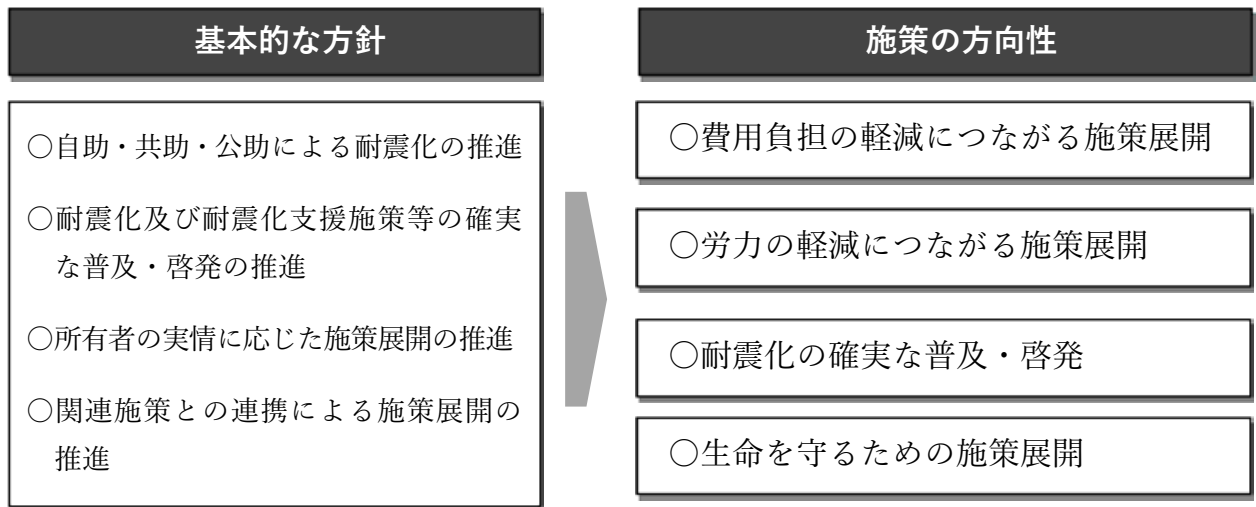 基本的な方針
○自助・共助・公助による耐震化の推進
○耐震化及び耐震化支援施策等の確実
な普及・啓発の推進
○所有者の実情に応じた施策展開の推進
○関連施策との連携による施策展開の
推進
施策の方向性
○費用負担の軽減につながる施策展開
○労力の軽減につながる施策展開
○耐震化の確実な普及・啓発
○生命を守るための施策展開